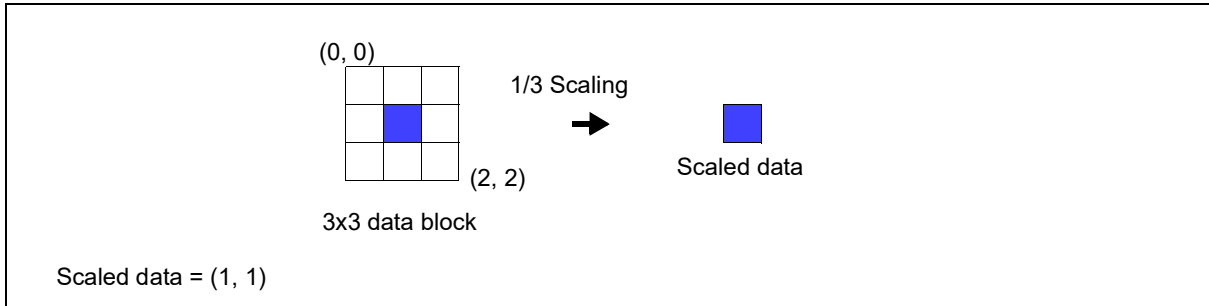 (0, 0)
1/3 Scaling
Scaled data
(2, 2)
3x3 data block
Scaled data = (1, 1)